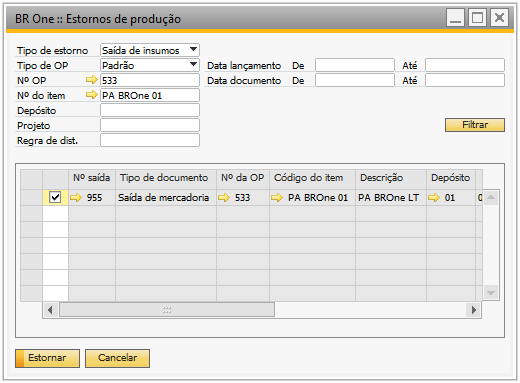 BR One :: Estornos de produção
Tipo de estorno Saída de insumos
Tipo de OP Padrão Data lançamento De Até
Nº OP 533 Data documento De Até
Nº do item PA BROne 01
Depósito
Projeto
Regra de dist.
Filtrar
Nº saída Tipo de documento Nº da OP Código do item Descrição Depósito
955 Saída de mercadoria 533 PA BROne 01 PA BROne LT 01
Estornar Cancelar